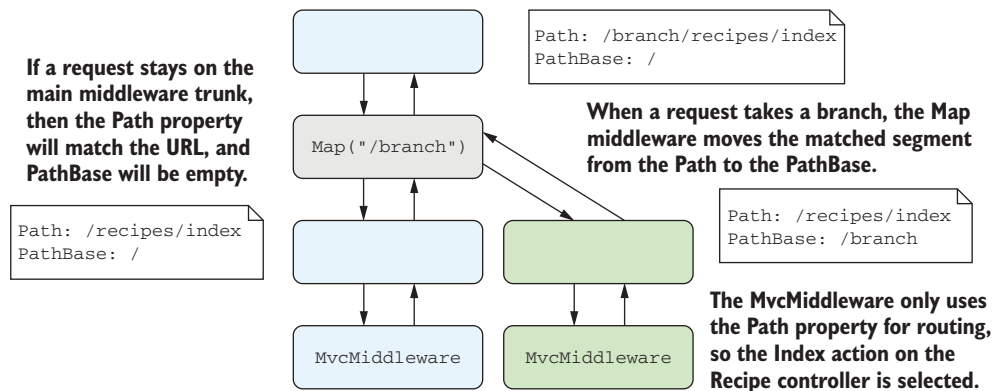 Path: /branch/recipes/index
PathBase: /
If a request stays on the
main middleware trunk,
then the Path property
will match the URL, and
PathBase will be empty.
When a request takes a branch, the Map
middleware moves the matched segment
from the Path to the PathBase.
Map("/branch")
Path: /recipes/index
PathBase: /
Path: /recipes/index
PathBase: /branch
The MvcMiddleware only uses
the Path property for routing,
so the Index action on the
Recipe controller is selected.
MvcMiddleware
MvcMiddleware